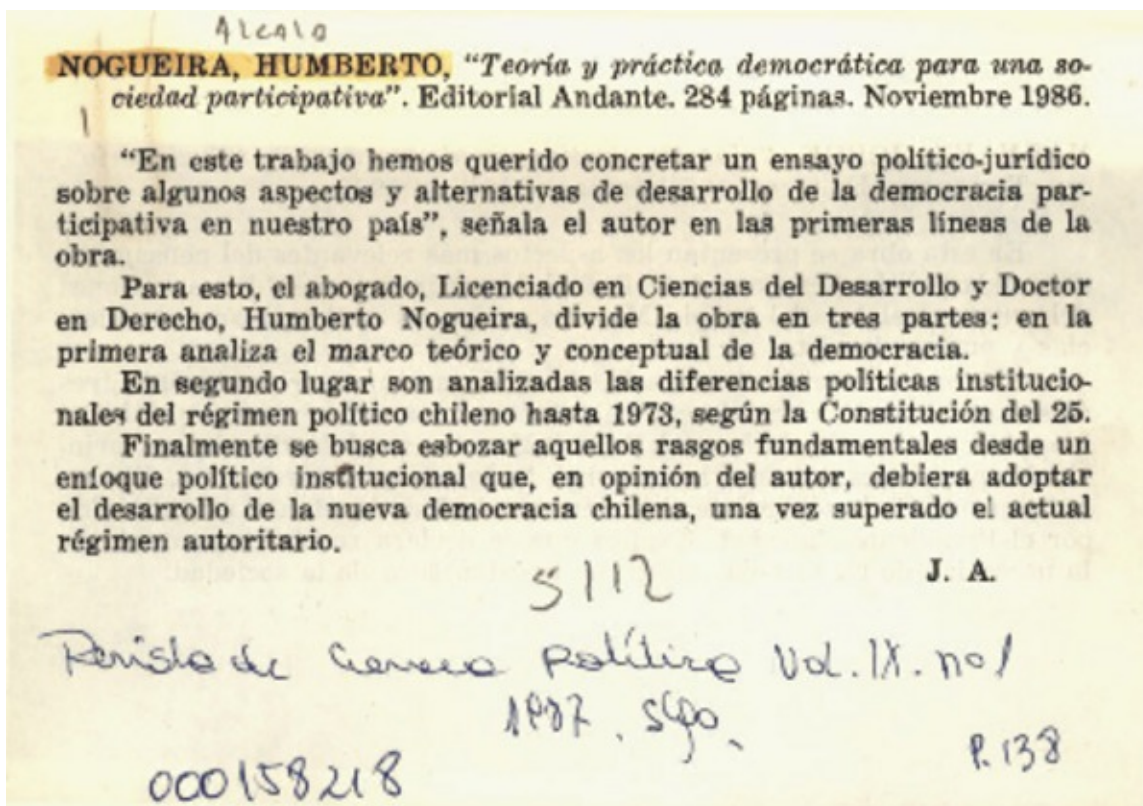 Alcala
NOGUEIRA, HUMBERTO, “Teoría y práctica democrática para una so-
ciedad participativa”. Editorial Andante. 284 páginas. Noviembre 1986.
“En este trabajo hemos querido concretar un ensayo político-jurídico
sobre algunos aspectos y alternativas de desarrollo de la democracia par-
ticipativa en nuestro país”, señala el autor en las primeras líneas de la
obra.
Para esto, el abogado, Licenciado en Ciencias del Desarrollo y Doctor
en Derecho, Humberto Nogueira, divide la obra en tres partes: en la
primera analiza el marco teórico y conceptual de la democracia.
En segundo lugar son analizadas las diferencias políticas institucio-
nales del régimen político chileno hasta 1973, según la Constitución del 25.
Finalmente se busca esbozar aquellos rasgos fundamentales desde un
enfoque político institucional que, en opinión del autor, debiera adoptar
el desarrollo de la nueva democracia chilena, una vez superado el actual
régimen autoritario.
J. A.
5112
Revista de Ciencia Política Vol. IX. no 1
1987, Stgo.
P. 138
000158218